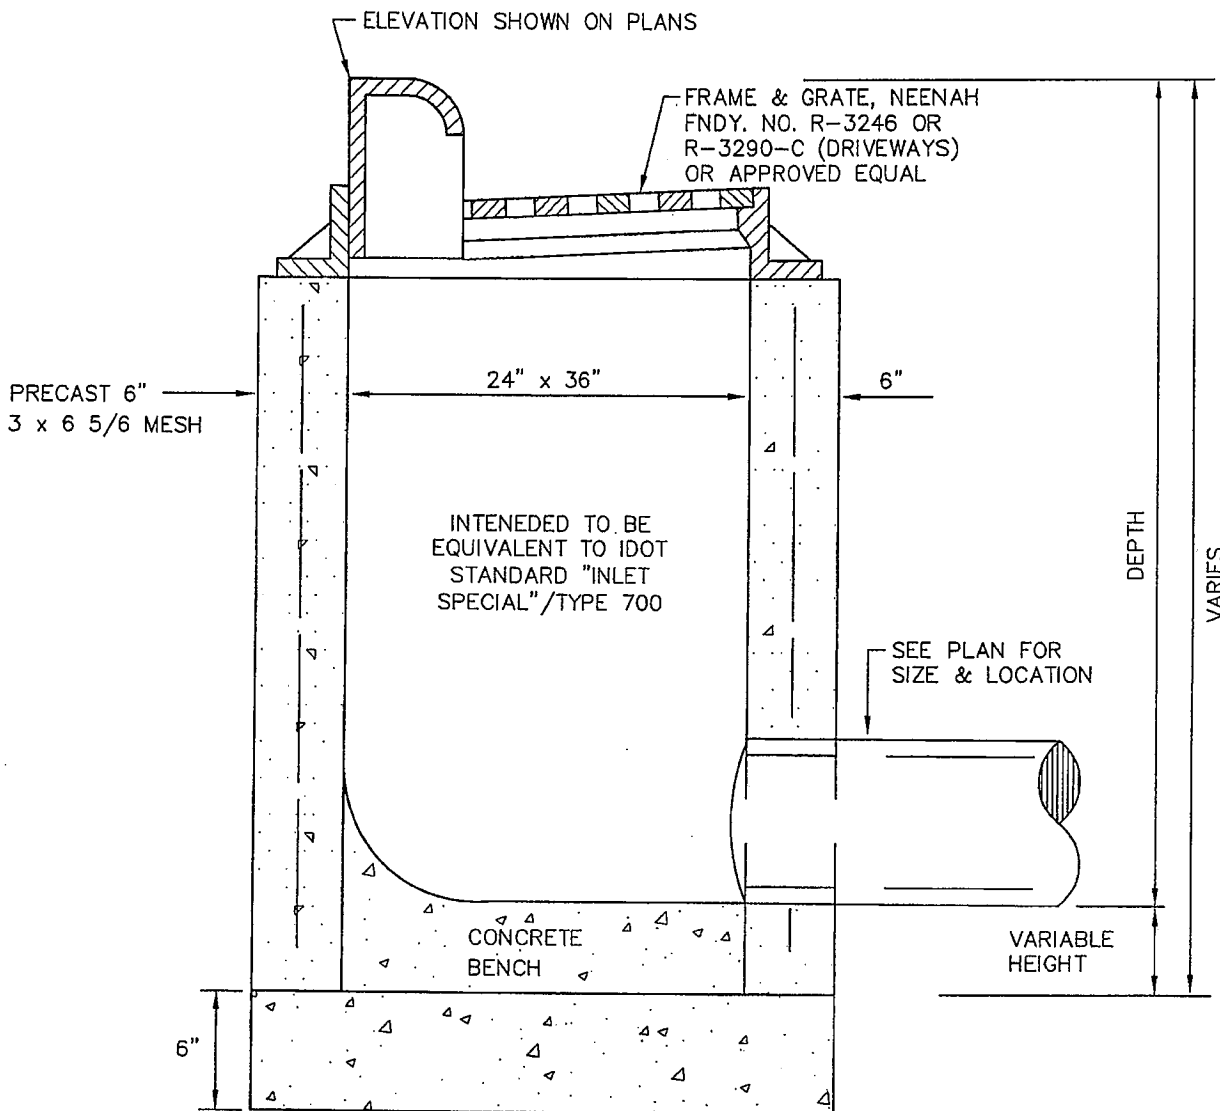 ELEVATION SHOWN ON PLANS
FRAME & GRATE, NEENAH
FNDY. NO. R-3246 OR
R-3290-C (DRIVEWAYS)
OR APPROVED EQUAL
24" x 36"
6"
PRECAST 6"
3 x 6 5/6 MESH
INTENEDED TO BE
EQUIVALENT TO IDOT
STANDARD "INLET
SPECIAL"/TYPE 700
DEPTH
VARIES
SEE PLAN FOR
SIZE & LOCATION
CONCRETE
BENCH
VARIABLE
HEIGHT
6"